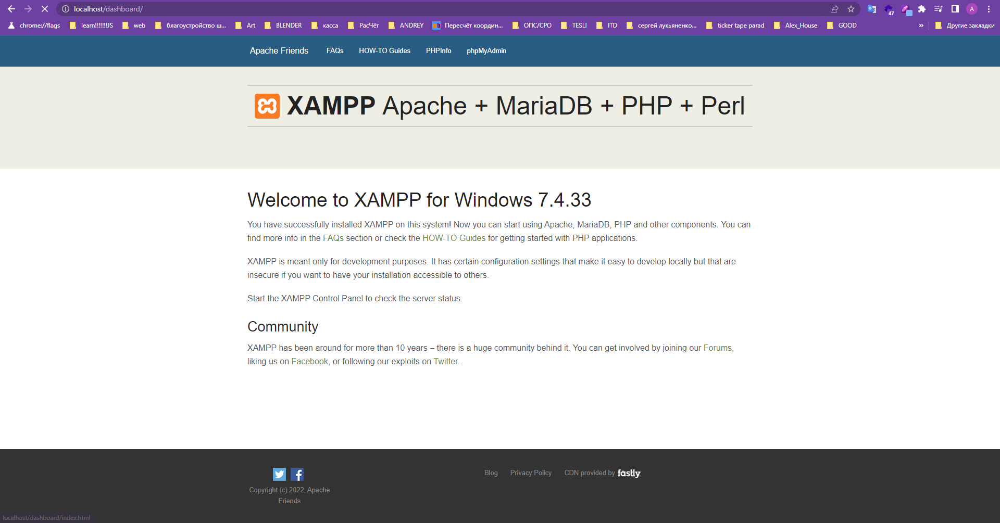 localhost/dashboard/
chrome://flags learn!!!!!!US web благоустройство ш... Art BLENDER касса РасЧёт ANDREY Пересчёт координ... ОПС/СРО TESLI ITD сергей лукьяненко... ticker tape parad Alex_House GOOD » Другие закладки
47
A
Apache Friends FAQs HOW-TO Guides PHPInfo phpMyAdmin
XAMPP Apache + MariaDB + PHP + Perl
Welcome to XAMPP for Windows 7.4.33
You have successfully installed XAMPP on this system! Now you can start using Apache, MariaDB, PHP and other components. You can
find more info in the FAQs section or check the HOW-TO Guides for getting started with PHP applications.
XAMPP is meant only for development purposes. It has certain configuration settings that make it easy to develop locally but that are
insecure if you want to have your installation accessible to others.
Start the XAMPP Control Panel to check the server status.
Community
XAMPP has been around for more than 10 years – there is a huge community behind it. You can get involved by joining our Forums,
liking us on Facebook, or following our exploits on Twitter.
Blog Privacy Policy CDN provided by fastly
Copyright (c) 2022, Apache
Friends
localhost/dashboard/index.html